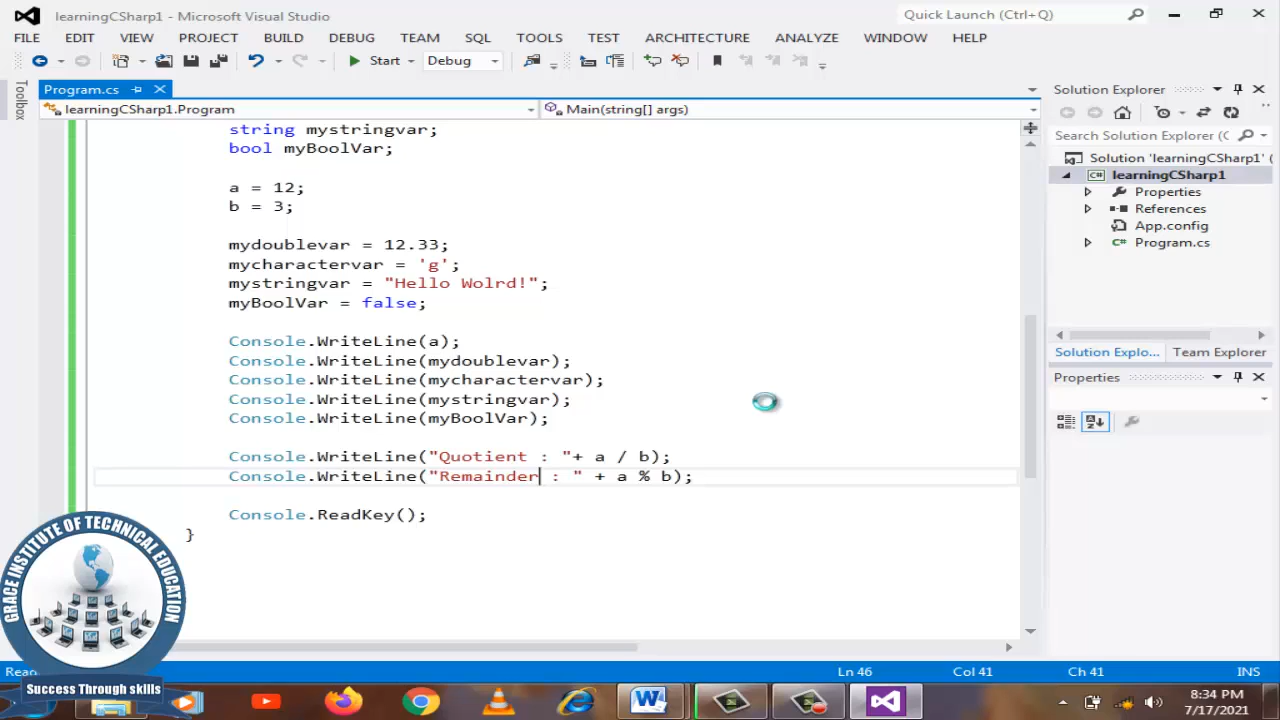 learningCSharp1 - Microsoft Visual Studio
Quick Launch (Ctrl+Q)
FILE EDIT VIEW PROJECT BUILD DEBUG TEAM SQL TOOLS TEST ARCHITECTURE ANALYZE WINDOW HELP
Start Debug
Toolbox
Program.cs
learningCSharp1.Program
Main(string[] args)
string mystringvar;
bool myBoolVar;
a = 12;
b = 3;
mydoublevar = 12.33;
mycharactervar = 'g';
mystringvar = "Hello Wolrd!";
myBoolVar = false;
Console.WriteLine(a);
Console.WriteLine(mydoublevar);
Console.WriteLine(mycharactervar);
Console.WriteLine(mystringvar);
Console.WriteLine(myBoolVar);
Console.WriteLine("Quotient : "+ a / b);
Console.WriteLine("Remainder : " + a % b);
Console.ReadKey();
}
Solution Explorer
Search Solution Explorer (C
Solution 'learningCSharp1' (
learningCSharp1
Properties
References
App.config
Program.cs
Solution Explo... Team Explorer
Properties
GRACE INSTITUTE OF TECHNICAL EDUCATION
Success Through skills
Ln 46 Col 41 Ch 41 INS
8:34 PM
7/17/2021